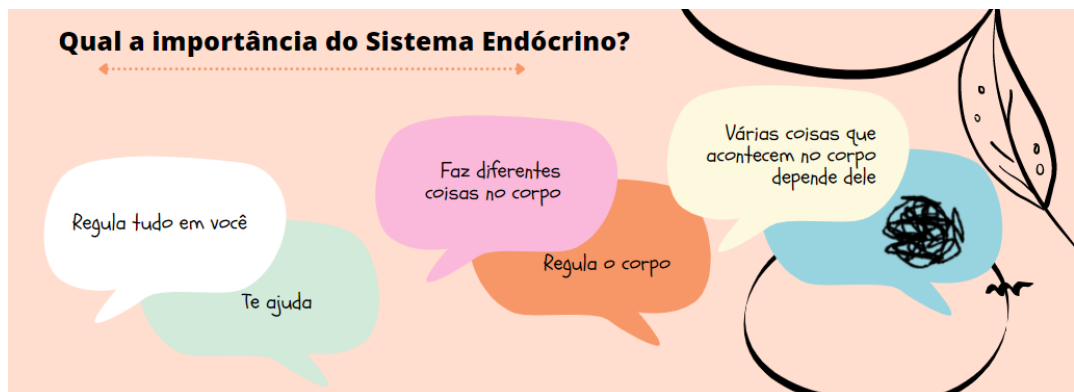 Qual a importância do Sistema Endócrino?
Regula tudo em você
Te ajuda
Faz diferentes
coisas no corpo
Regula o corpo
Várias coisas que
acontecem no corpo
depende dele